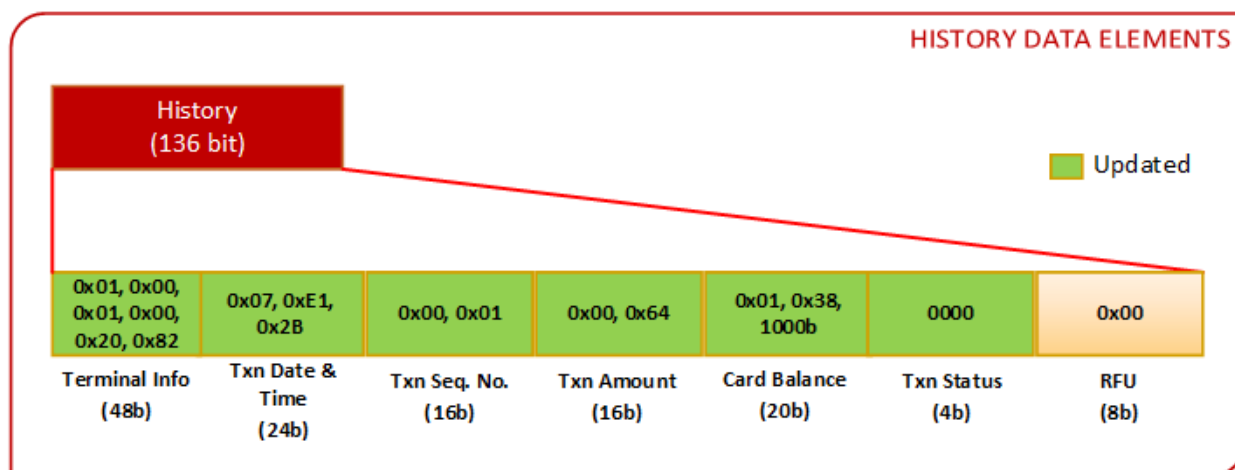 HISTORY DATA ELEMENTS
History
(136 bit)
Updated
0x01, 0x00,
0x01, 0x00,
0x20, 0x82
0x07, 0xE1,
0x2B
0x00, 0x01
0x00, 0x64
0x01, 0x38,
1000b
0000
0x00
Terminal Info
(48b)
Txn Date &
Time
(24b)
Txn Seq. No.
(16b)
Txn Amount
(16b)
Card Balance
(20b)
Txn Status
(4b)
RFU
(8b)